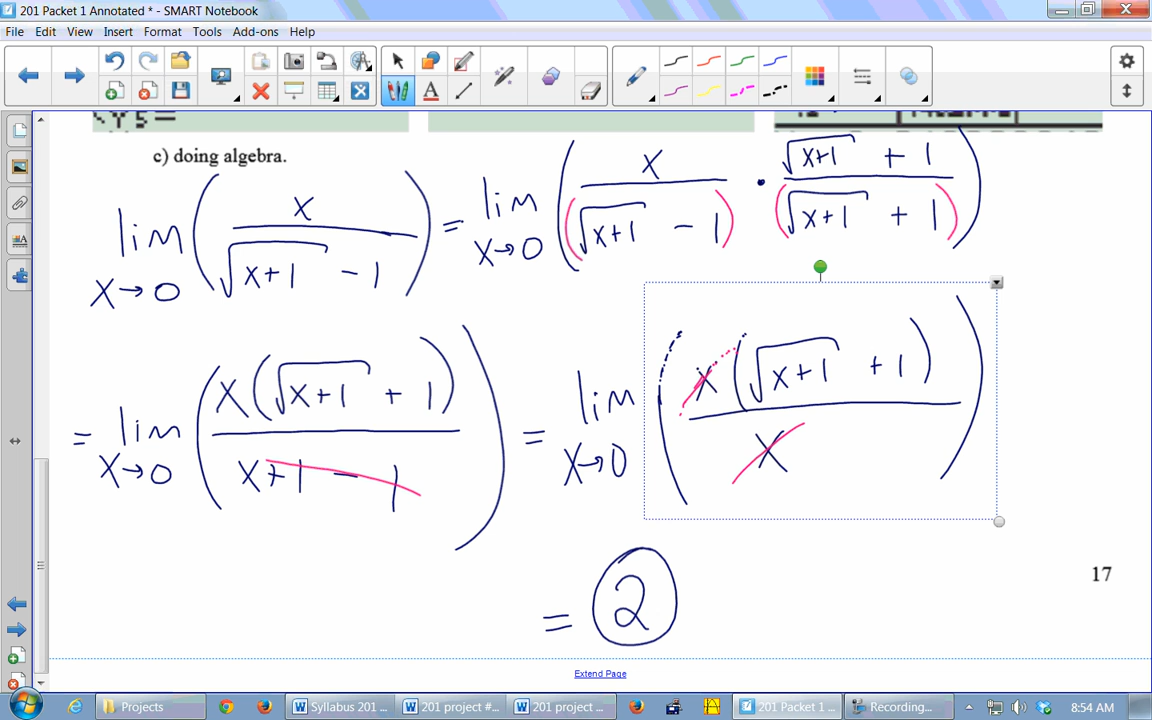 201 Packet 1 Annotated * - SMART Notebook
File Edit View Insert Format Tools Add-ons Help
c) doing algebra.
lim x→0 ( x / (√(x+1) - 1) ) = lim x→0 ( x / (√(x+1) - 1) · (√(x+1) + 1) / (√(x+1) + 1) )
= lim x→0 ( x(√(x+1) + 1) / (x+1 - 1) ) = lim x→0 ( x(√(x+1) + 1) / x )
= 2
17
Extend Page
Projects Syllabus 201 ... 201 project #... 201 project ... 201 Packet 1 ... Recording... 8:54 AM